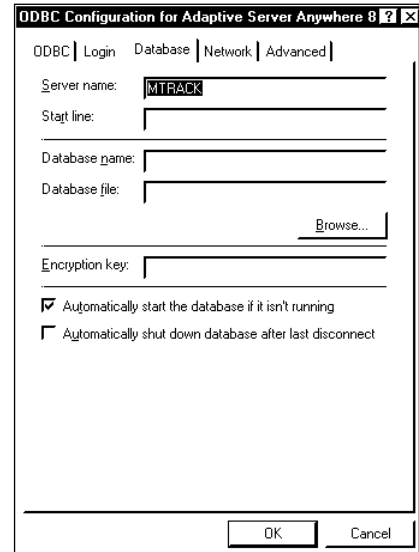 ODBC Configuration for Adaptive Server Anywhere 8 ? X
ODBC Login Database Network Advanced
Server name: MTRACK
Start line:
Database name:
Database file:
Browse...
Encryption key:
Automatically start the database if it isn't running
Automatically shut down database after last disconnect
OK Cancel